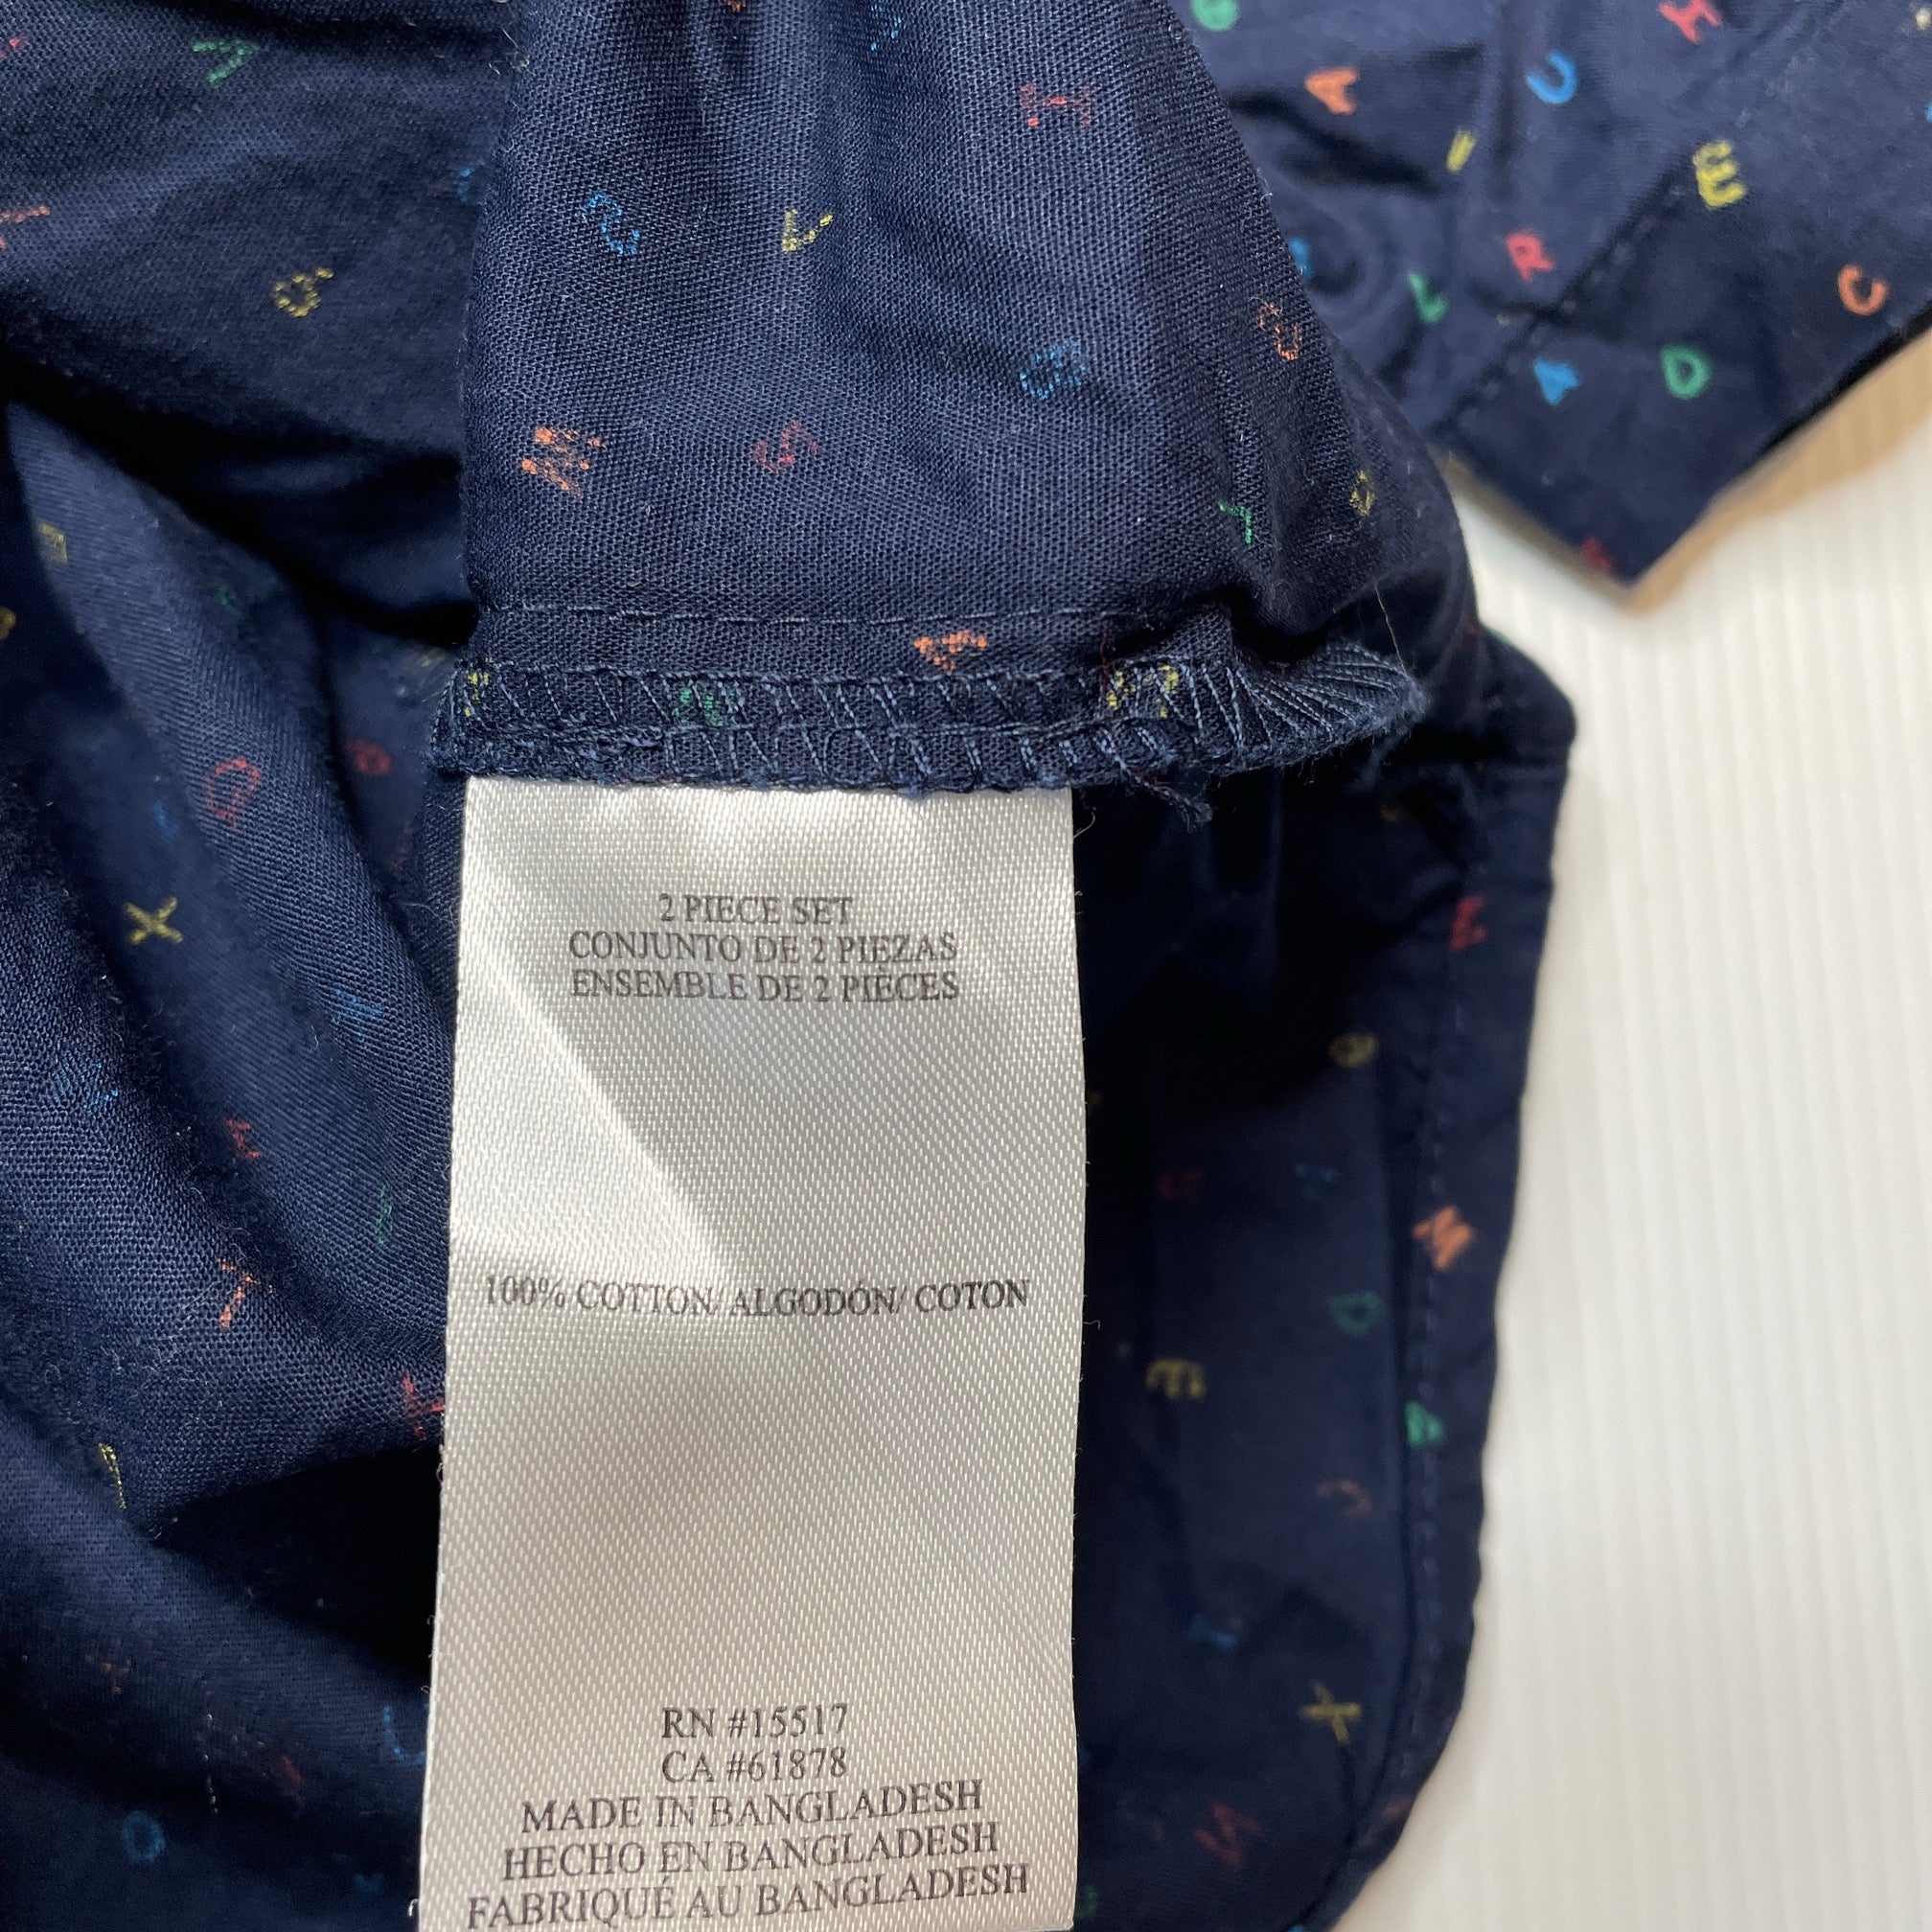 2 PIECE SET
CONJUNTO DE 2 PIEZAS
ENSEMBLE DE 2 PIÈCES
100% COTTON/ ALGODÓN/ COTON
RN #15517
CA #61878
MADE IN BANGLADESH
HECHO EN BANGLADESH
FABRIQUÉ AU BANGLADESH